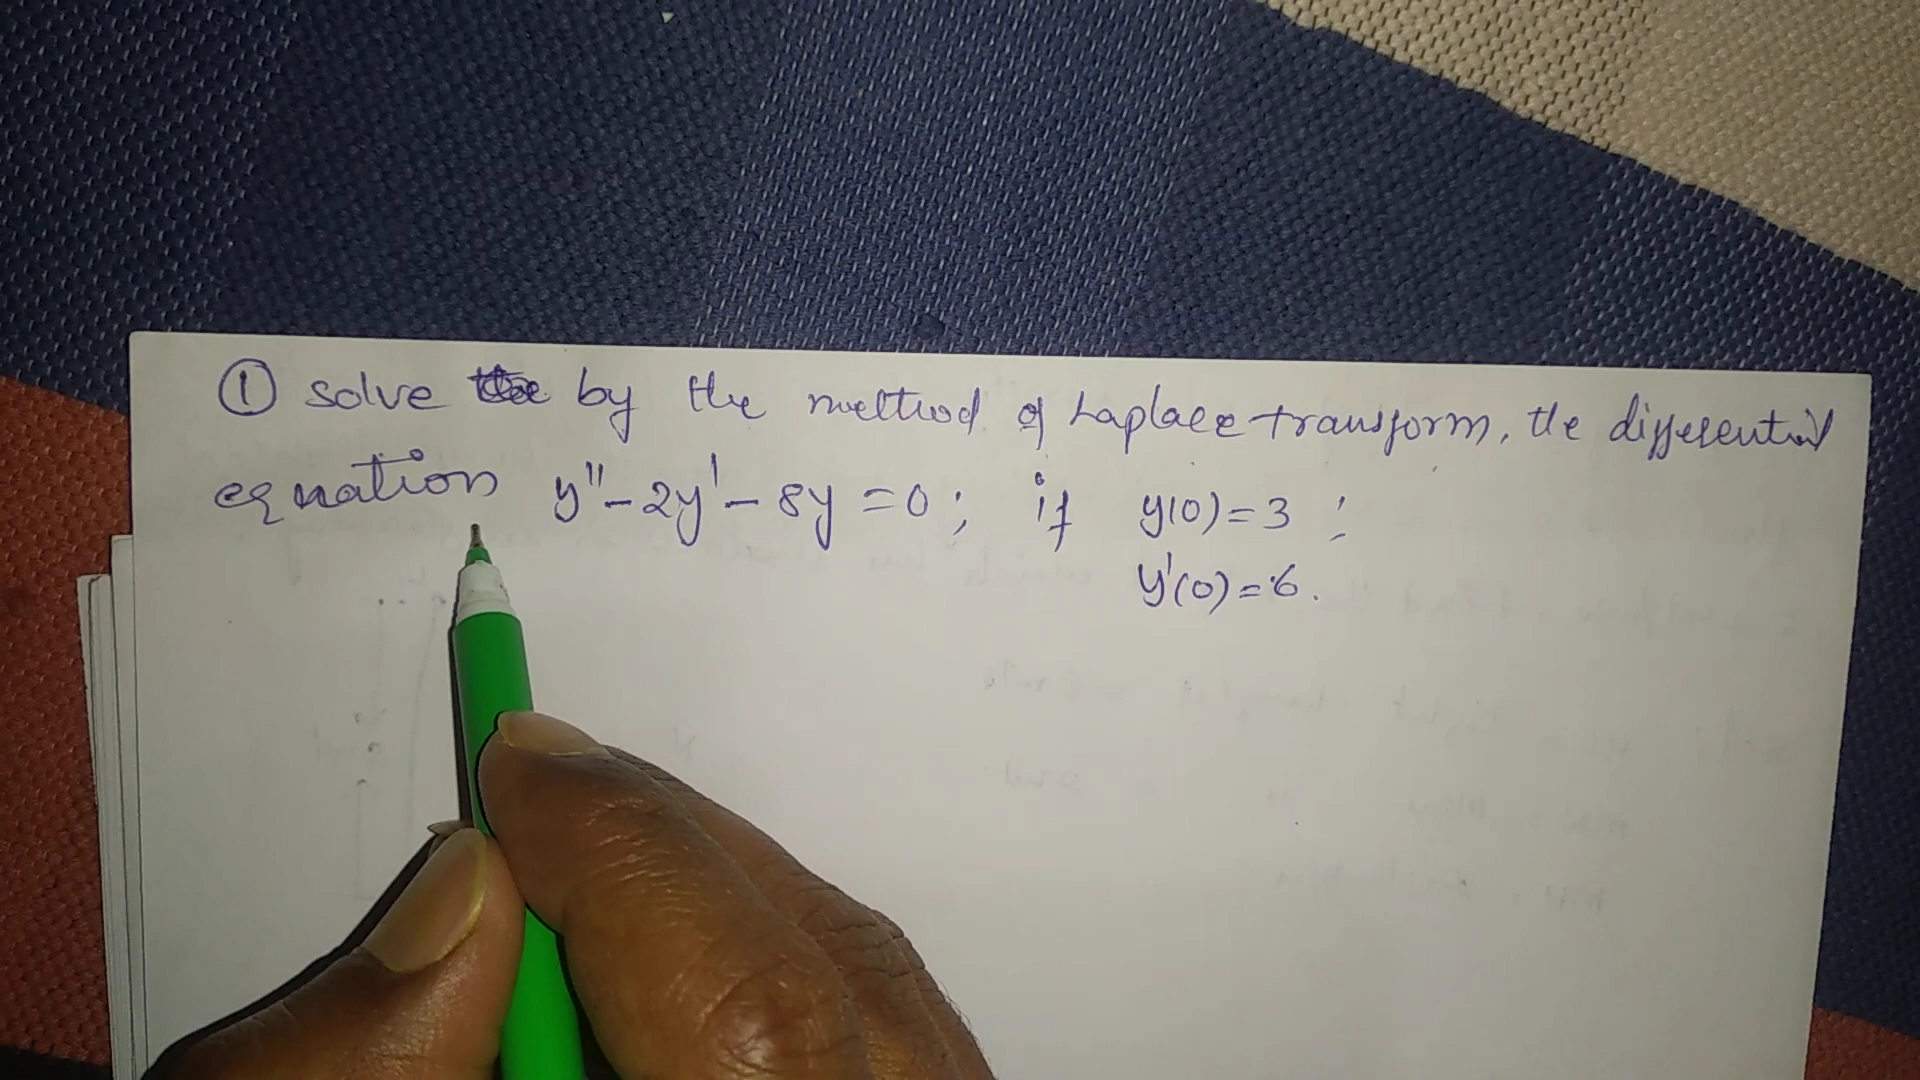 ① solve by the method of Laplace transform, the differential
equation y'' - 2y' - 8y = 0 ; if y(0) = 3 ;
y'(0) = 6.